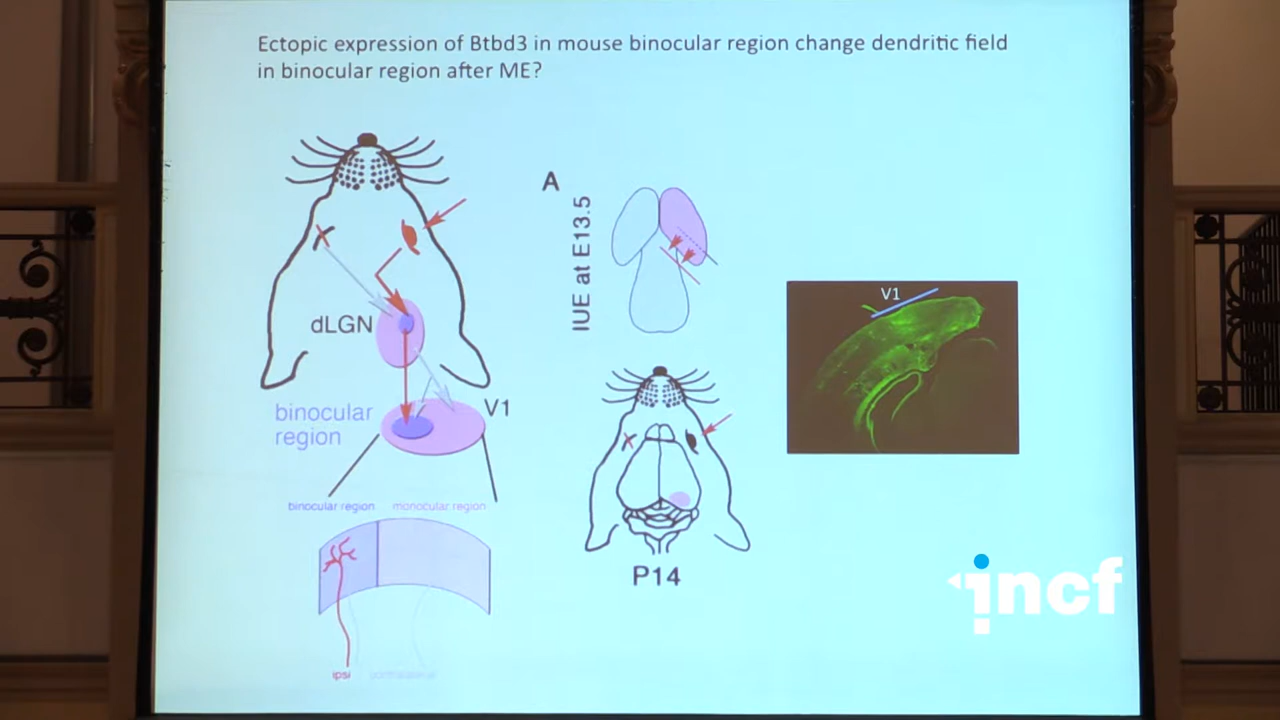 Ectopic expression of Btbd3 in mouse binocular region change dendritic field
in binocular region after ME?
A
IUE at E13.5
V1
dLGN
binocular
region
V1
binocular region
monocular region
P14
ipsi
incf